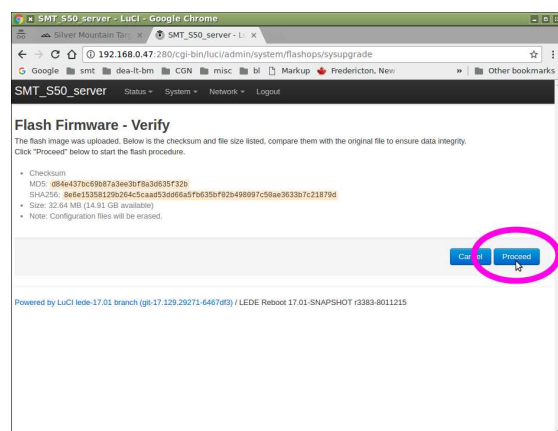 SMT_S50_server - LuCI - Google Chrome
Silver Mountain Targ
SMT_S50_server - Lu
192.168.0.47:280/cgi-bin/luci/admin/system/flashops/sysupgrade
Google smt dea-lt-bm CGN misc bl Markup Fredericton, New » Other bookmarks
SMT_S50_server Status System Network Logout
Flash Firmware - Verify
The flash image was uploaded. Below is the checksum and file size listed, compare them with the original file to ensure data integrity.
Click "Proceed" below to start the flash procedure.
Checksum
MD5: d84e437bc69b87a3ee3bf8a3d635f32b
SHA256: 8e6e15358129b264c5caad53dd66a5fb635bf02b498097c50ae3633b7c21879d
Size: 32.64 MB (14.91 GB available)
Note: Configuration files will be erased.
Cancel Proceed
Powered by LuCI lede-17.01 branch (git-17.129.29271-6467df3) / LEDE Reboot 17.01-SNAPSHOT r3383-8011215